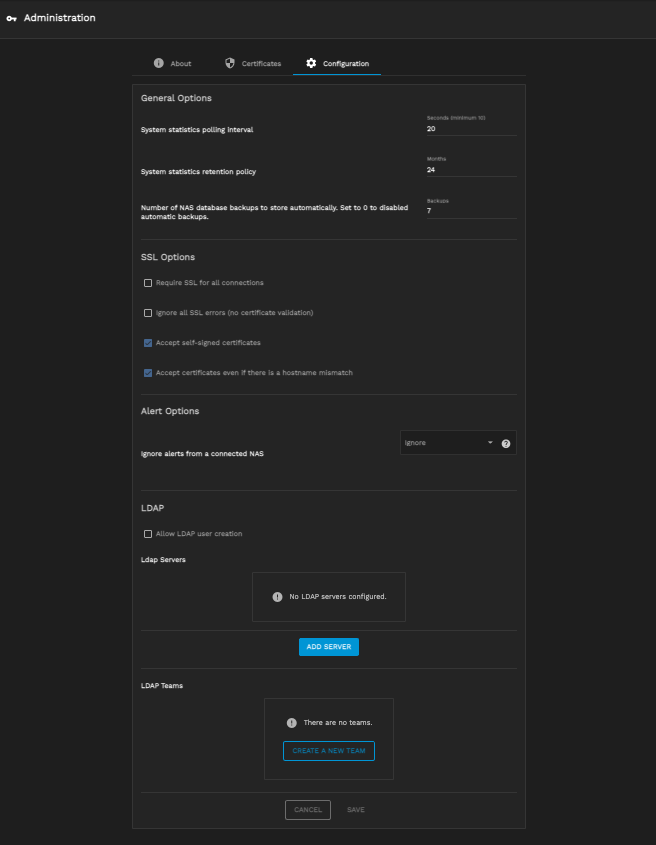 Administration
About
Certificates
Configuration
General Options
Seconds (minimum 10)
System statistics polling interval
20
Months
System statistics retention policy
24
Backups
Number of NAS database backups to store automatically. Set to 0 to disabled
automatic backups.
7
SSL Options
Require SSL for all connections
Ignore all SSL errors (no certificate validation)
Accept self-signed certificates
Accept certificates even if there is a hostname mismatch
Alert Options
Ignore alerts from a connected NAS
Ignore
LDAP
Allow LDAP user creation
Ldap Servers
No LDAP servers configured.
ADD SERVER
LDAP Teams
There are no teams.
CREATE A NEW TEAM
CANCEL
SAVE